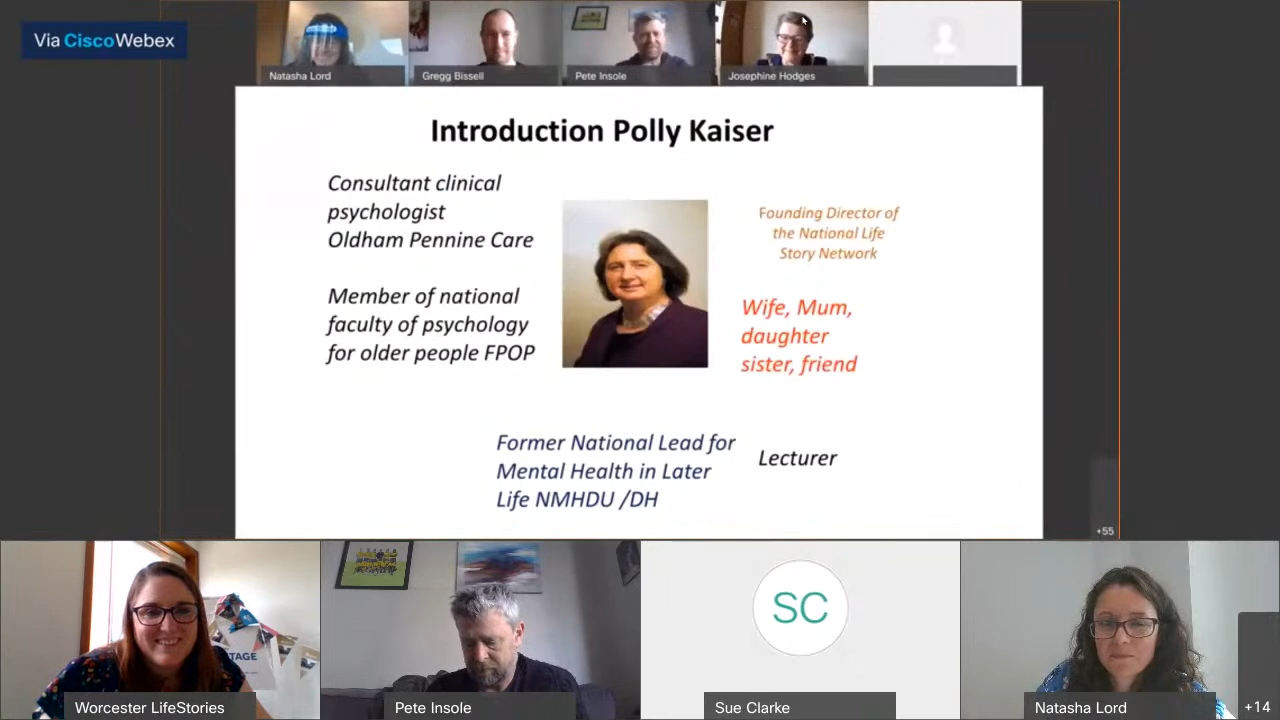 Via CiscoWebex
Natasha Lord
Gregg Bissell
Pete Insole
Josephine Hodges
Introduction Polly Kaiser
Consultant clinical
psychologist
Oldham Pennine Care
Member of national
faculty of psychology
for older people FPOP
Founding Director of
the National Life
Story Network
Wife, Mum,
daughter
sister, friend
Former National Lead for
Mental Health in Later
Life NMHDU /DH
Lecturer
+55
TAGE
SC
Worcester LifeStories
Pete Insole
Sue Clarke
Natasha Lord
+14